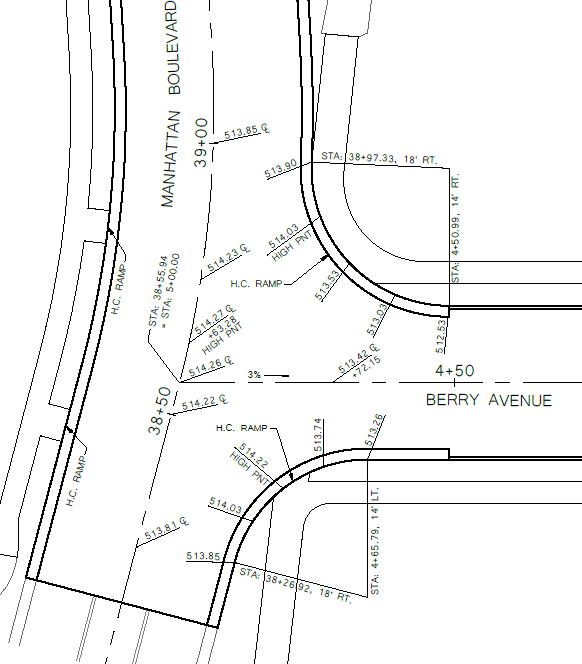 MANHATTAN BOULEVARD
39+00
513.85 ℄
STA: 38+97.33, 18' RT.
513.90
STA: 4+50.99, 14' RT.
514.03
HIGH PNT
STA: 38+55.94
= STA: 5+00.00
514.23 ℄
H.C. RAMP
H.C. RAMP
513.53
513.03
514.27 ℄
+63.28
HIGH PNT
512.53
513.42 ℄
+72.15
514.26 ℄
3%
4+50
BERRY AVENUE
38+50
514.22 ℄
H.C. RAMP
513.74
513.26
514.22
HIGH PNT
H.C. RAMP
514.03
513.81 ℄
STA: 4+65.79, 14' LT.
513.85
STA: 38+26.92, 18' RT.